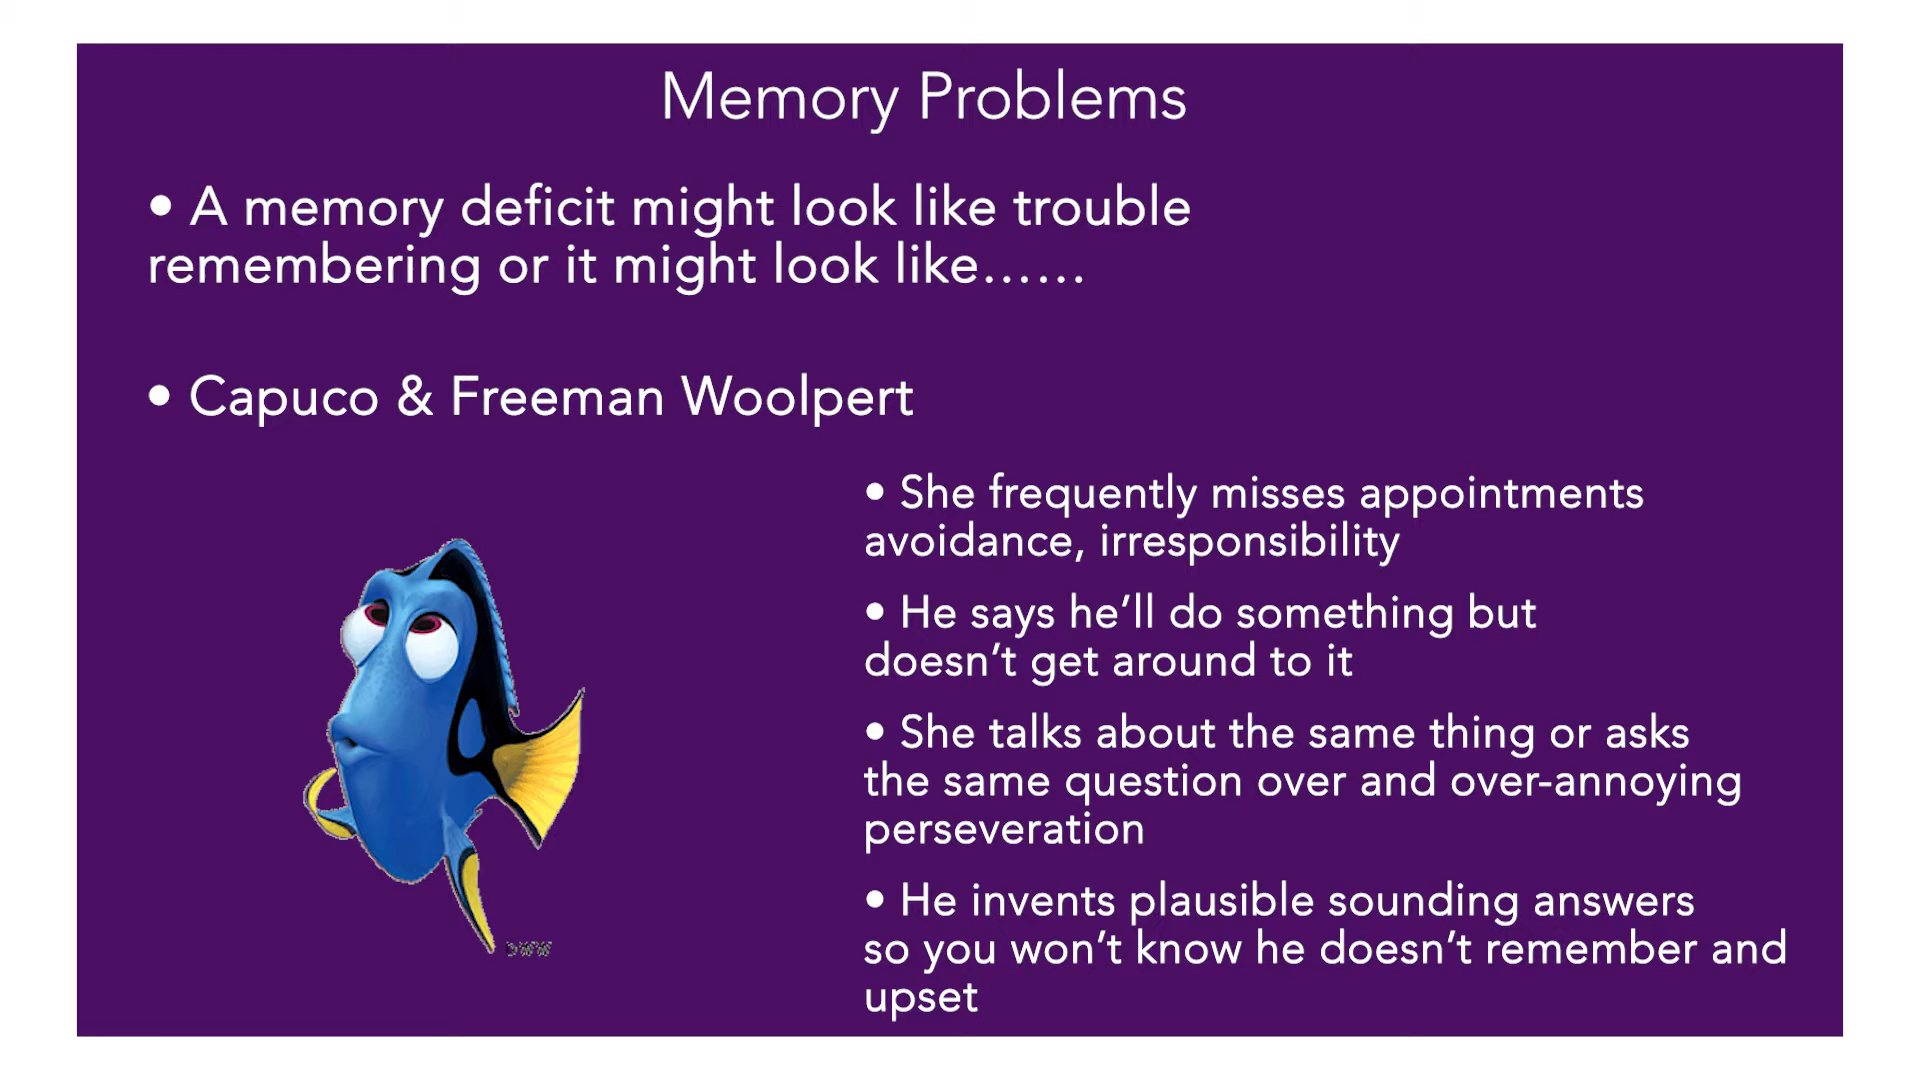 Memory Problems
• A memory deficit might look like trouble
remembering or it might look like......
• Capuco & Freeman Woolpert
• She frequently misses appointments
avoidance, irresponsibility
• He says he’ll do something but
doesn’t get around to it
• She talks about the same thing or asks
the same question over and over-annoying
perseveration
• He invents plausible sounding answers
so you won’t know he doesn’t remember and
upset